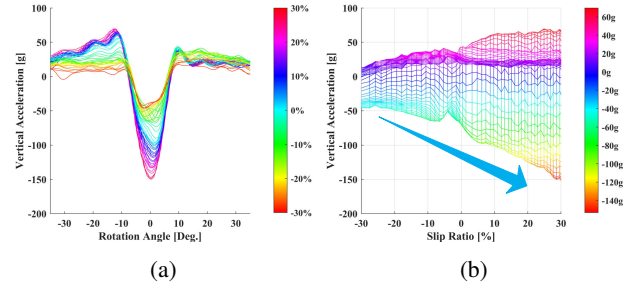 100
50
0
-50
-100
-150
-200
Vertical Acceleration [g]
-30 -20 -10 0 10 20 30
Rotation Angle [Deg.]
30%
20%
10%
0%
-10%
-20%
-30%
(a)
100
50
0
-50
-100
-150
-200
Vertical Acceleration [g]
-30 -20 -10 0 10 20 30
Slip Ratio [%]
60g
40g
20g
0g
-20g
-40g
-60g
-80g
-100g
-120g
-140g
(b)